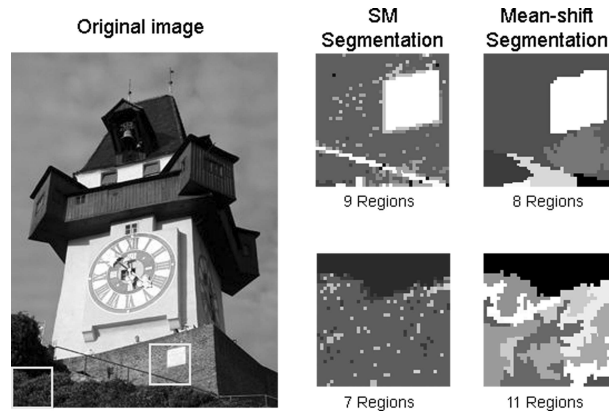 Original image
SM
Segmentation
Mean-shift
Segmentation
9 Regions
8 Regions
7 Regions
11 Regions